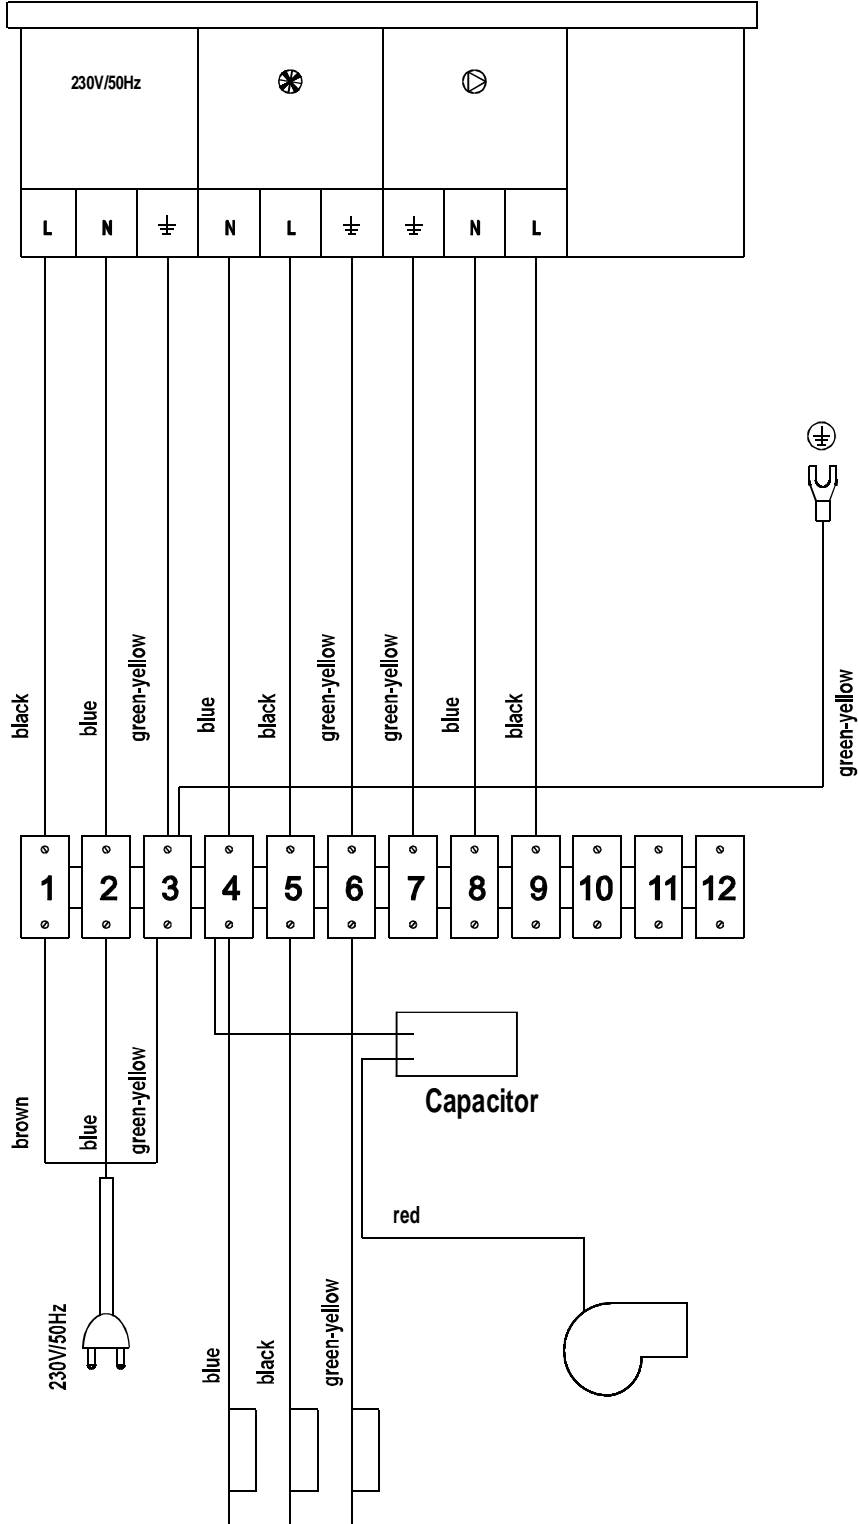 230V/50Hz
L N N L N L
black
blue
green-yellow
blue
black
green-yellow
green-yellow
blue
black
green-yellow
1 2 3 4 5 6 7 8 9 10 11 12
brown
blue
green-yellow
Capacitor
red
230V/50Hz
blue
black
green-yellow